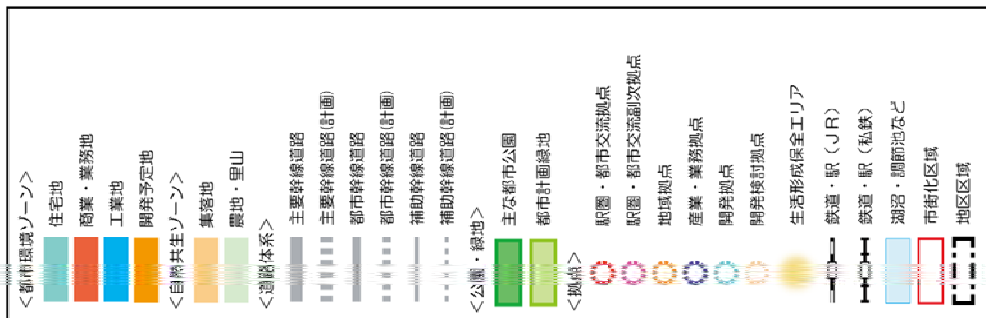 ＜都市環境ゾーン＞
住宅地
商業・業務地
工業地
開発予定地
＜自然共生ゾーン＞
集落地
農地・里山
＜道路体系＞
主要幹線道路
主要幹線道路(計画)
都市幹線道路
都市幹線道路(計画)
補助幹線道路
補助幹線道路(計画)
＜公園・緑地＞
主な都市公園
都市計画緑地
＜拠点＞
駅圏・都市交流拠点
駅圏・都市交流副次拠点
地域拠点
産業・業務拠点
開発拠点
開発検討拠点
生活形成保全エリア
鉄道・駅(ＪＲ)
鉄道・駅(私鉄)
湖沼・調節池など
市街化区域
地区区域